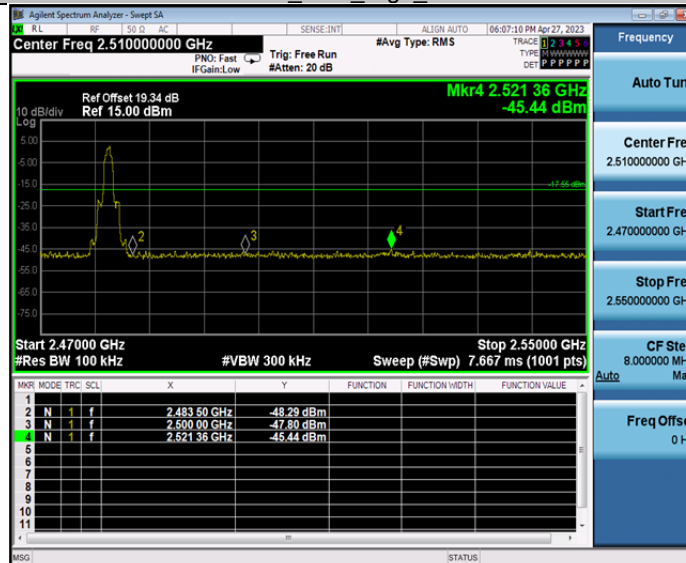 Agilent Spectrum Analyzer - Swept SA
RL RF 50 Ω AC SENSE:INT ALIGN AUTO 06:07:10 PM Apr 27, 2023
Center Freq 2.510000000 GHz
#Avg Type: RMS
TRACE 1 2 3 4 5 6
PNO: Fast Trig: Free Run
TYPE M W W W W W
IFGain:Low #Atten: 20 dB
DET P P P P P P
Ref Offset 19.34 dB
Mkr4 2.521 36 GHz
10 dB/div Ref 15.00 dBm
-45.44 dBm
Log
5.00
-5.00
-15.0
-17.55 dBm
-25.0
-35.0
-45.0
-55.0
-65.0
-75.0
2
3
4
Start 2.47000 GHz
Stop 2.55000 GHz
#Res BW 100 kHz #VBW 300 kHz Sweep (#Swp) 7.667 ms (1001 pts)
MKR MODE TRC SCL X Y FUNCTION FUNCTION WIDTH FUNCTION VALUE
1
2 N 1 f 2.483 50 GHz -48.29 dBm
3 N 1 f 2.500 00 GHz -47.80 dBm
4 N 1 f 2.521 36 GHz -45.44 dBm
5
6
7
8
9
10
11
MSG STATUS
Frequency
Auto Tun
Center Fre
2.510000000 GH
Start Fre
2.470000000 GH
Stop Fre
2.550000000 GH
CF Ste
8.000000 MH
Auto Ma
Freq Offse
0 H